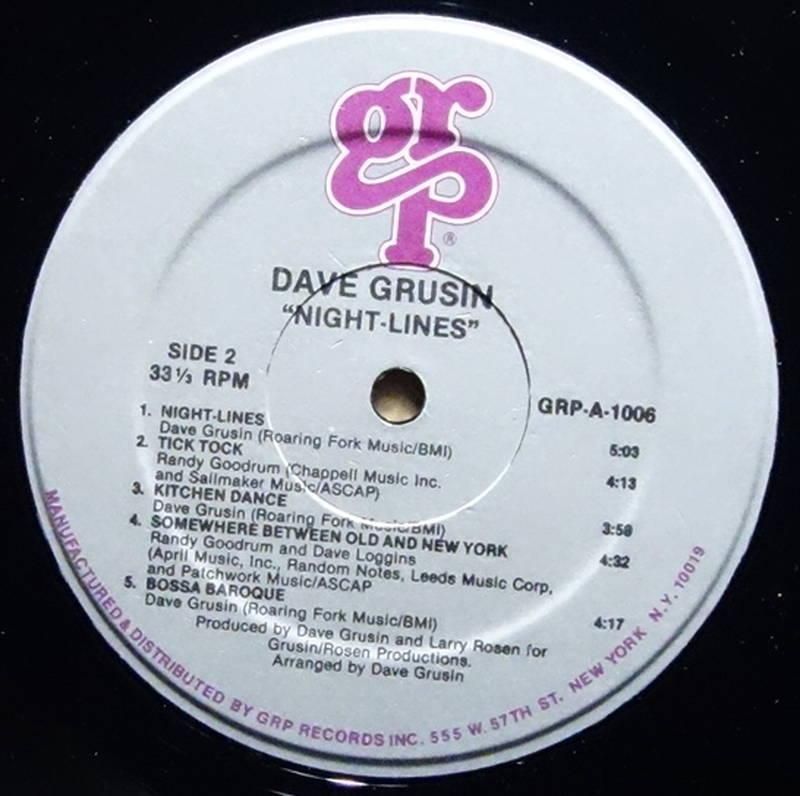 grp®
DAVE GRUSIN
“NIGHT-LINES”
SIDE 2
33⅓ RPM
GRP-A-1006
1. NIGHT-LINES
Dave Grusin (Roaring Fork Music/BMI) 5:03
2. TICK TOCK
Randy Goodrum (Chappell Music Inc.
and Sailmaker Music/ASCAP) 4:13
3. KITCHEN DANCE
Dave Grusin (Roaring Fork Music/BMI) 3:58
4. SOMEWHERE BETWEEN OLD AND NEW YORK
Randy Goodrum and Dave Loggins 4:32
(April Music, Inc., Random Notes, Leeds Music Corp,
and Patchwork Music/ASCAP
5. BOSSA BAROQUE
Dave Grusin (Roaring Fork Music/BMI) 4:17
Produced by Dave Grusin and Larry Rosen for
Grusin/Rosen Productions.
Arranged by Dave Grusin
MANUFACTURED & DISTRIBUTED BY GRP RECORDS INC. 555 W. 57TH ST. NEW YORK N.Y. 10019